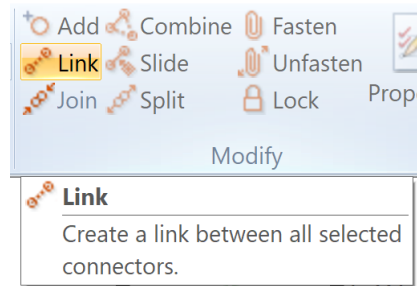 Add Combine Fasten
Link Slide Unfasten
Join Split Lock
Prop
Modify
Link
Create a link between all selected
connectors.